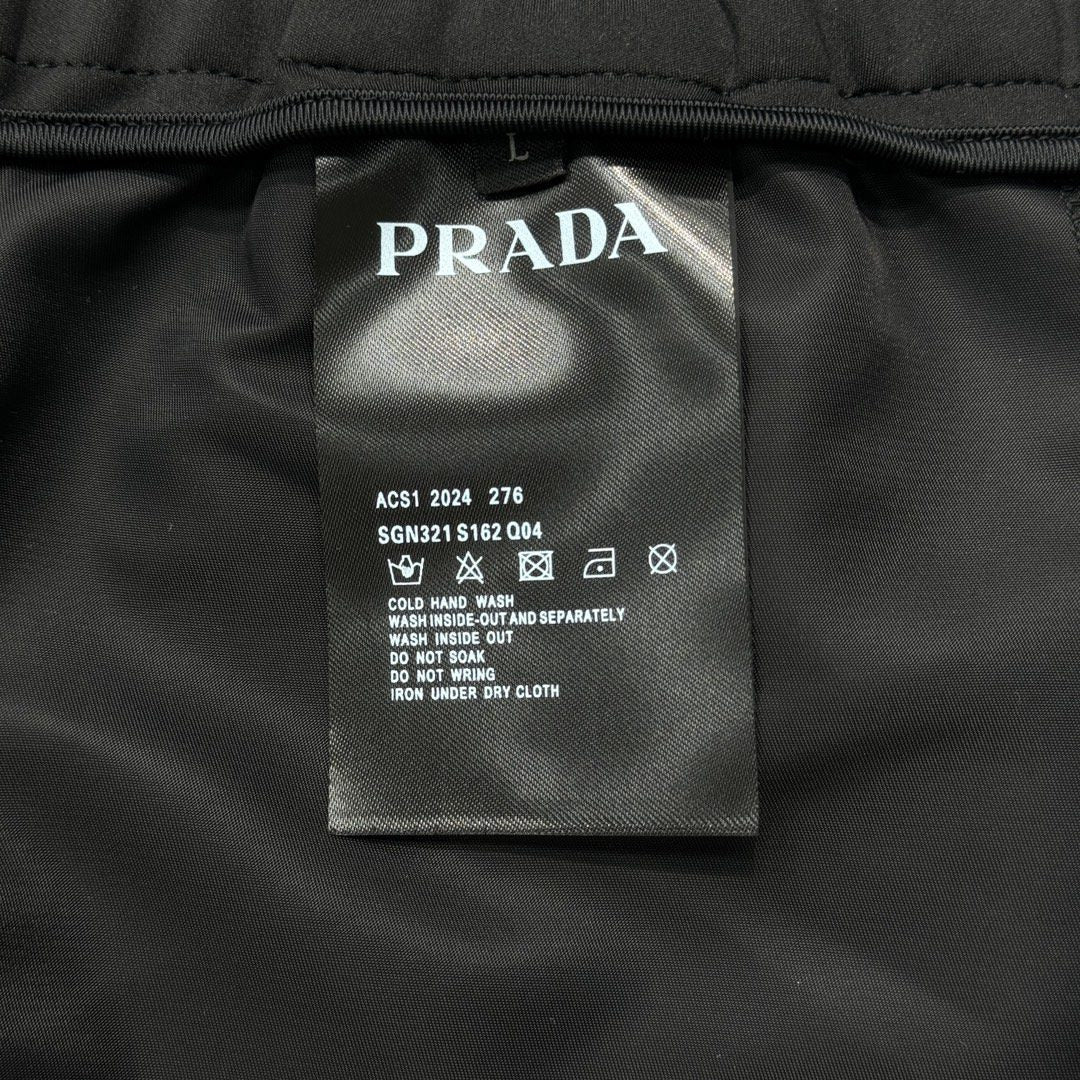 L
PRADA
ACS1 2024 276
SGN321 S162 Q04
COLD HAND WASH
WASH INSIDE-OUT AND SEPARATELY
WASH INSIDE OUT
DO NOT SOAK
DO NOT WRING
IRON UNDER DRY CLOTH